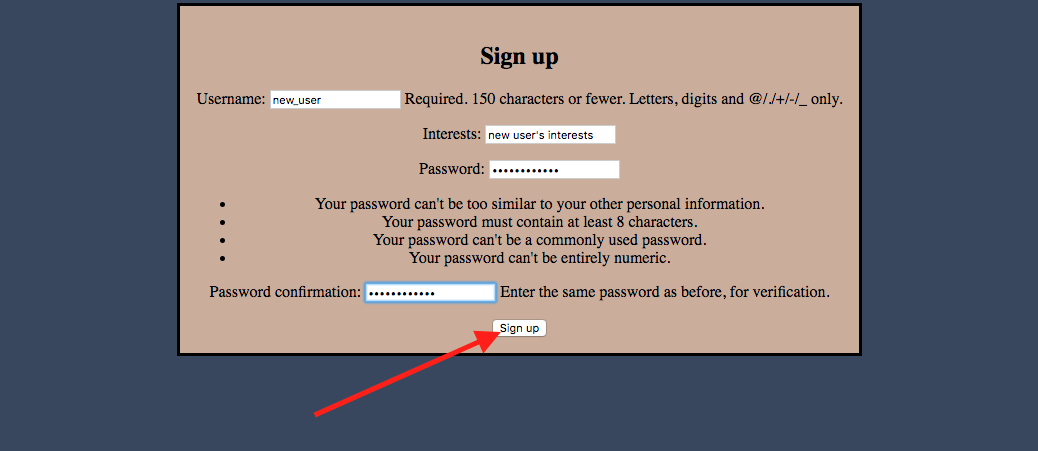 Sign up
Username: new_user Required. 150 characters or fewer. Letters, digits and @/./+/-/_ only.
Interests: new user's interests
Password: ••••••••••••
• Your password can't be too similar to your other personal information.
• Your password must contain at least 8 characters.
• Your password can't be a commonly used password.
• Your password can't be entirely numeric.
Password confirmation: •••••••••••• Enter the same password as before, for verification.
Sign up